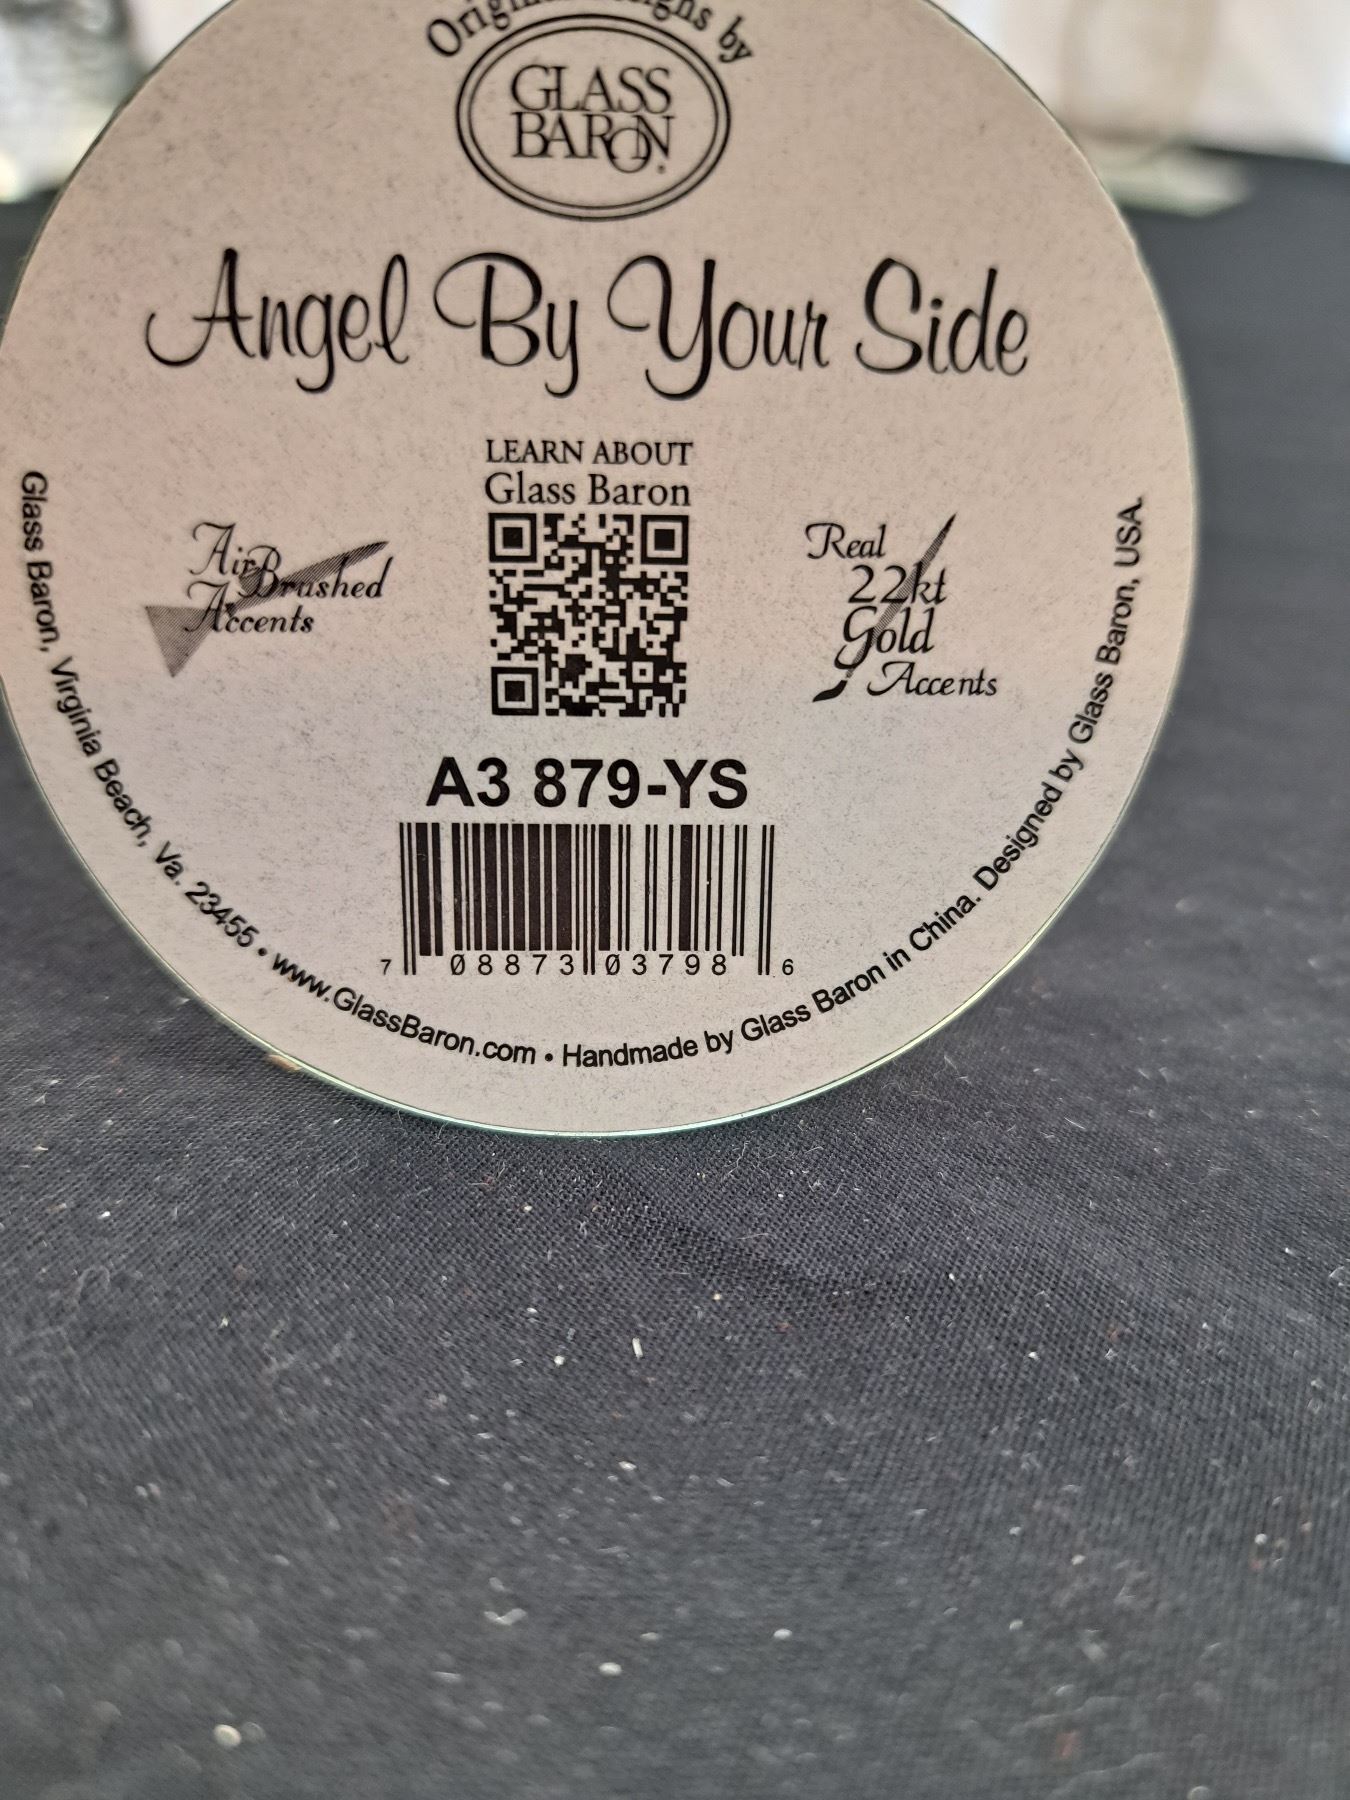 Original Designs by
GLASS
BARON
Angel By Your Side
LEARN ABOUT
Glass Baron
AirBrushed
Accents
Real
22kt
Gold
Accents
A3 879-YS
7 08873 03798 6
Glass Baron, Virginia Beach, Va. 23455 • www.GlassBaron.com • Handmade by Glass Baron in China. Designed by Glass Baron, USA.